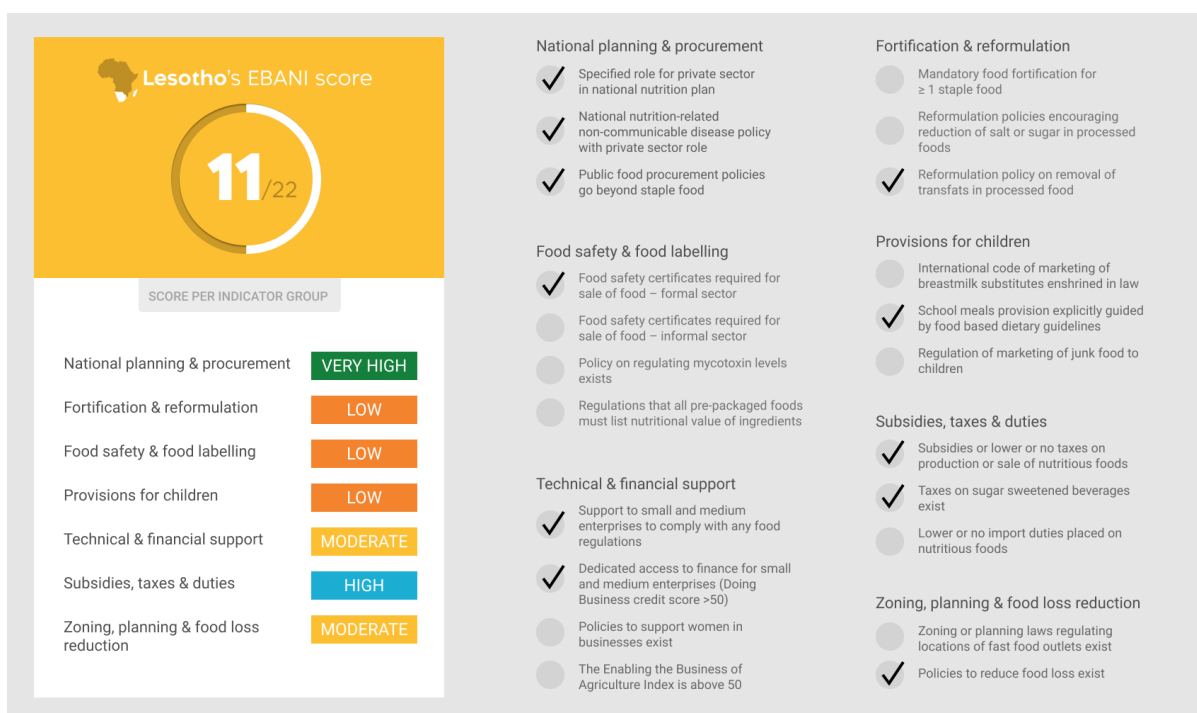 Lesotho's EBANI score
11/22
SCORE PER INDICATOR GROUP
National planning & procurement VERY HIGH
Fortification & reformulation LOW
Food safety & food labelling LOW
Provisions for children LOW
Technical & financial support MODERATE
Subsidies, taxes & duties HIGH
Zoning, planning & food loss
reduction MODERATE
National planning & procurement
Specified role for private sector
in national nutrition plan
National nutrition-related
non-communicable disease policy
with private sector role
Public food procurement policies
go beyond staple food
Food safety & food labelling
Food safety certificates required for
sale of food – formal sector
Food safety certificates required for
sale of food – informal sector
Policy on regulating mycotoxin levels
exists
Regulations that all pre-packaged foods
must list nutritional value of ingredients
Technical & financial support
Support to small and medium
enterprises to comply with any food
regulations
Dedicated access to finance for small
and medium enterprises (Doing
Business credit score >50)
Policies to support women in
businesses exist
The Enabling the Business of
Agriculture Index is above 50
Fortification & reformulation
Mandatory food fortification for
≥ 1 staple food
Reformulation policies encouraging
reduction of salt or sugar in processed
foods
Reformulation policy on removal of
transfats in processed food
Provisions for children
International code of marketing of
breastmilk substitutes enshrined in law
School meals provision explicitly guided
by food based dietary guidelines
Regulation of marketing of junk food to
children
Subsidies, taxes & duties
Subsidies or lower or no taxes on
production or sale of nutritious foods
Taxes on sugar sweetened beverages
exist
Lower or no import duties placed on
nutritious foods
Zoning, planning & food loss reduction
Zoning or planning laws regulating
locations of fast food outlets exist
Policies to reduce food loss exist